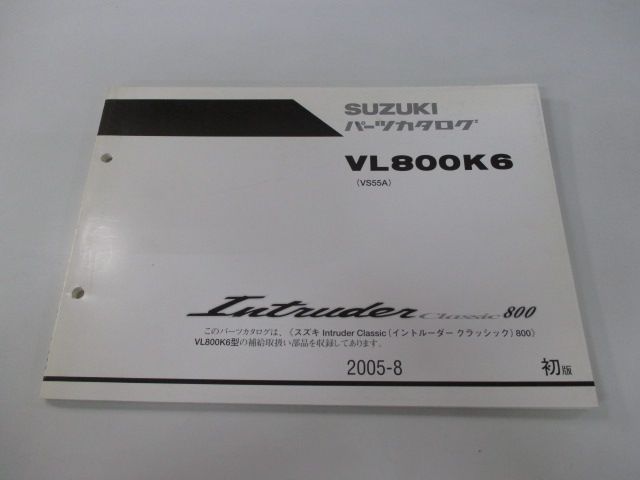 SUZUKI
パーツカタログ
VL800K6
(VS55A)
Intruder Classic 800
このパーツカタログは、《スズキ Intruder Classic(イントルーダー クラッシック)800》
VL800K6型の補給取扱い部品を収録してあります。
2005-8
初版